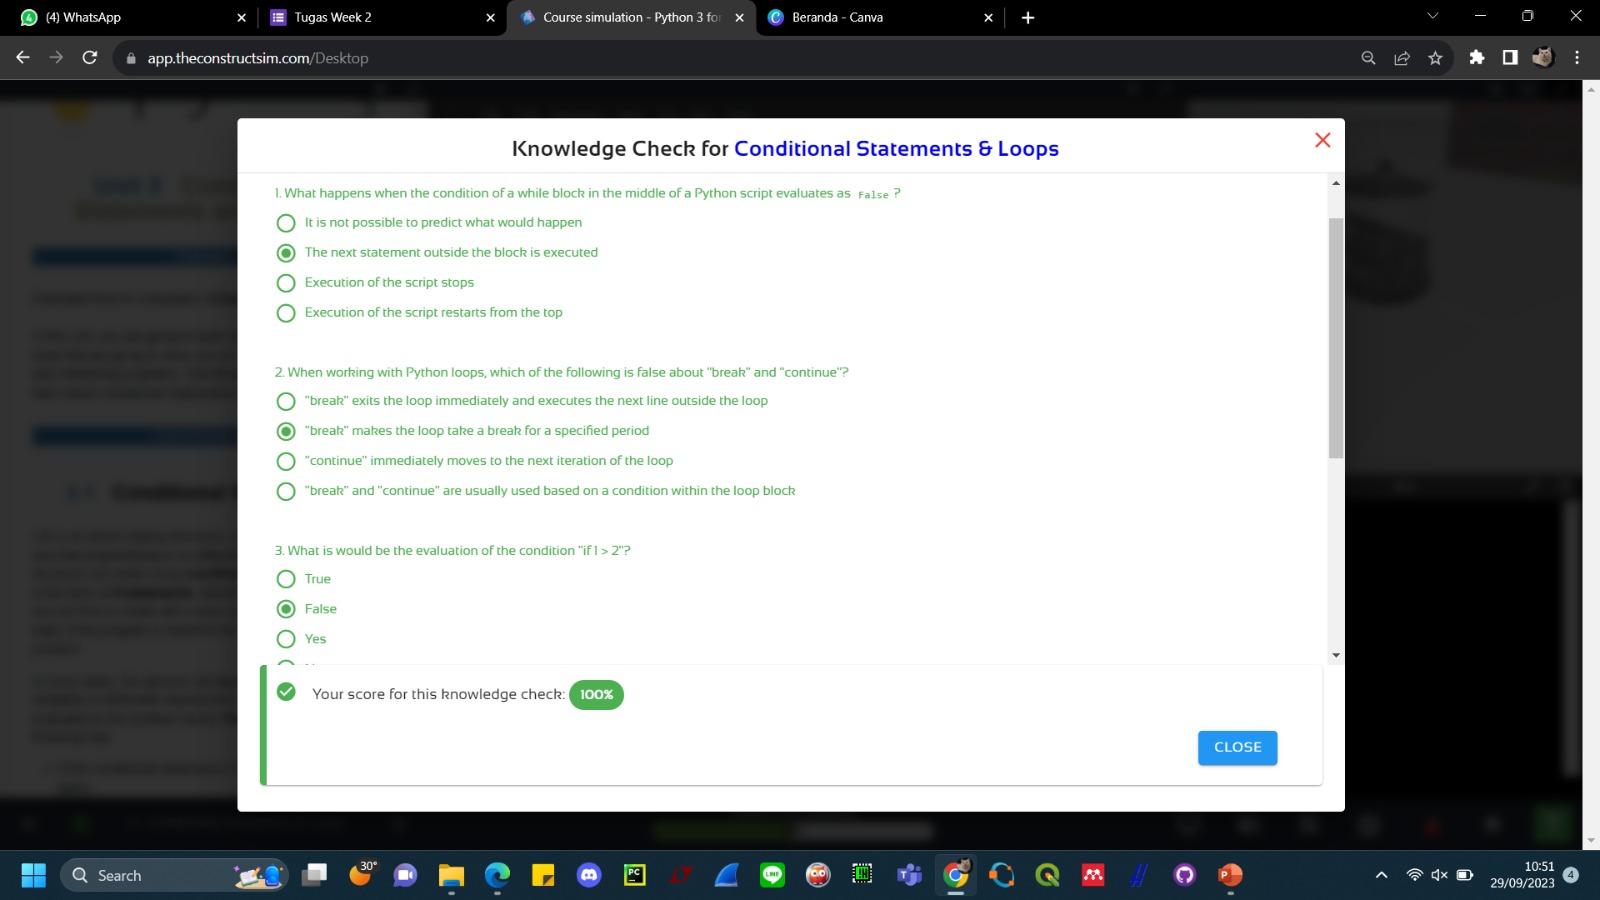 (4) WhatsApp
Tugas Week 2
Course simulation - Python 3 for
Beranda - Canva
app.theconstructsim.com/Desktop
Knowledge Check for Conditional Statements & Loops
1. What happens when the condition of a while block in the middle of a Python script evaluates as False ?
It is not possible to predict what would happen
The next statement outside the block is executed
Execution of the script stops
Execution of the script restarts from the top
2. When working with Python loops, which of the following is false about "break" and "continue"?
"break" exits the loop immediately and executes the next line outside the loop
"break" makes the loop take a break for a specified period
"continue" immediately moves to the next iteration of the loop
"break" and "continue" are usually used based on a condition within the loop block
3. What is would be the evaluation of the condition "if 1 > 2"?
True
False
Yes
Your score for this knowledge check: 100%
CLOSE
Search
30°
10:51
29/09/2023
4